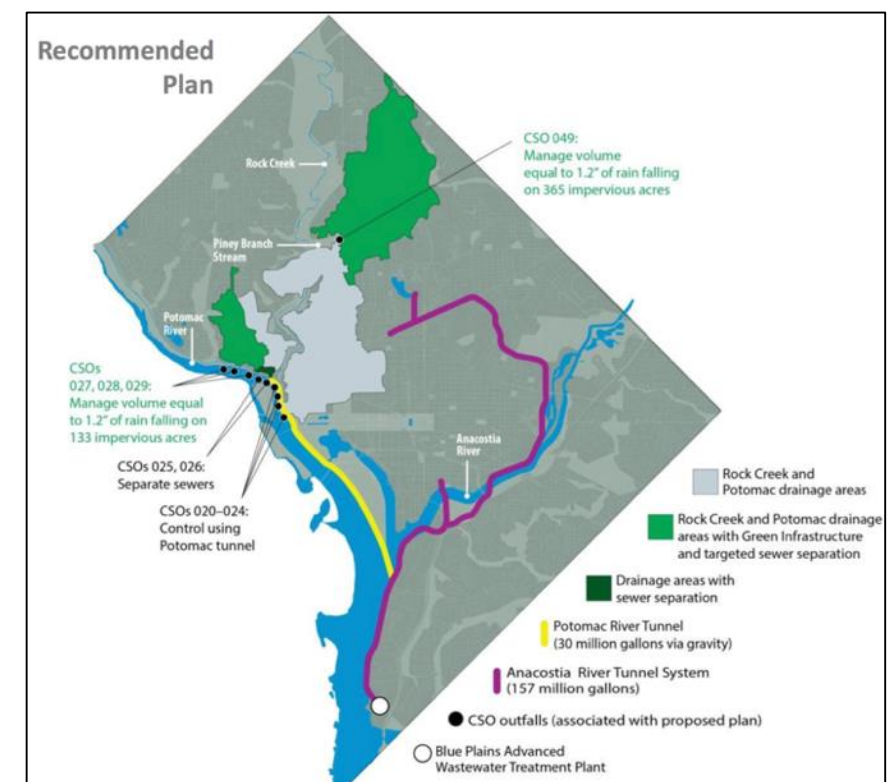 Recommended
Plan
CSO 049:
Manage volume
equal to 1.2" of rain falling
on 365 impervious acres
Rock Creek
Piney Branch
Stream
Potomac
River
CSOs
027, 028, 029:
Manage volume equal
to 1.2" of rain falling on
133 impervious acres
CSOs 025, 026:
Separate sewers
CSOs 020–024:
Control using
Potomac tunnel
Anacostia
River
Rock Creek and
Potomac drainage areas
Rock Creek and Potomac drainage
areas with Green Infrastructure
and targeted sewer separation
Drainage areas with
sewer separation
Potomac River Tunnel
(30 million gallons via gravity)
Anacostia River Tunnel System
(157 million gallons)
CSO outfalls (associated with proposed plan)
Blue Plains Advanced
Wastewater Treatment Plant